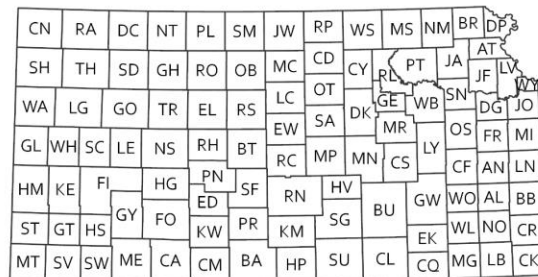 CN RA DC NT PL SM JW RP WS MS NM BR DP
SH TH SD GH RO OB MC CD CY RL PT JA AT
JF LV WY
WA LG GO TR EL RS LC OT DK GE WB SN DG JO
EW SA MR OS FR MI
GL WH SC LE NS RH BT RC MP MN CS LY CF AN LN
HM KE FI HG PN SF RN HV BU GW WO AL BB
GY FO ED PR SG
ST GT HS KW KM EK WL NO CR
MT SV SW ME CA CM BA HP SU CL CQ MG LB CK